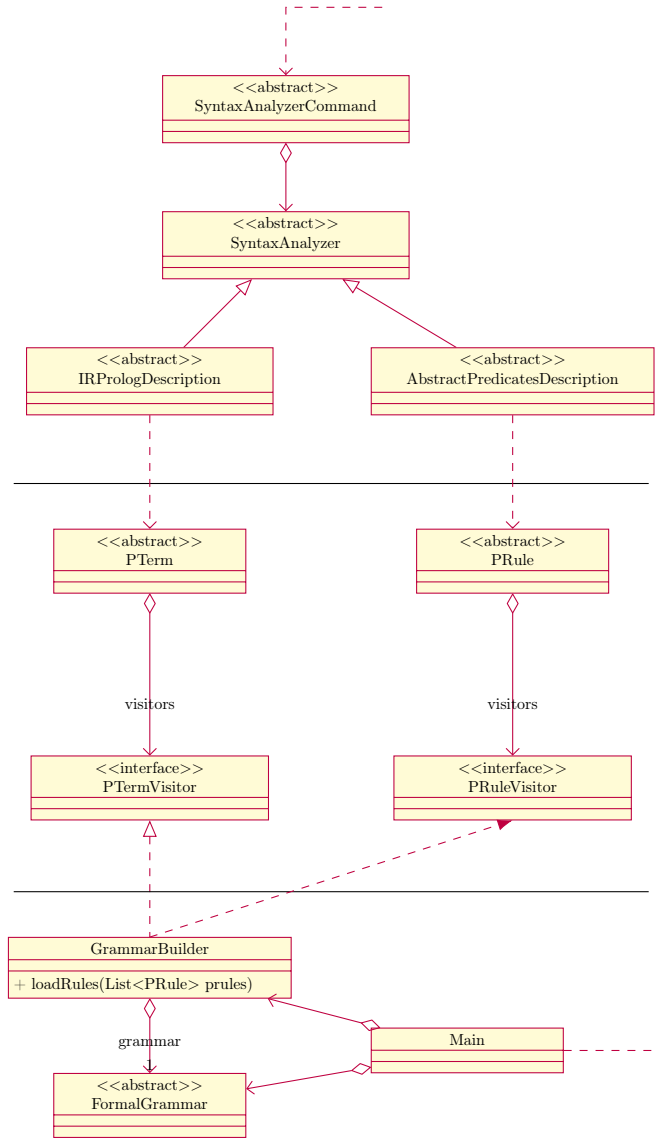 <<abstract>>
SyntaxAnalyzerCommand
<<abstract>>
SyntaxAnalyzer
<<abstract>>
IRPrologDescription
<<abstract>>
AbstractPredicatesDescription
<<abstract>>
PTerm
<<abstract>>
PRule
visitors
visitors
<<interface>>
PTermVisitor
<<interface>>
PRuleVisitor
GrammarBuilder
+ loadRules(List<PRule> prules)
Main
grammar
1
<<abstract>>
FormalGrammar